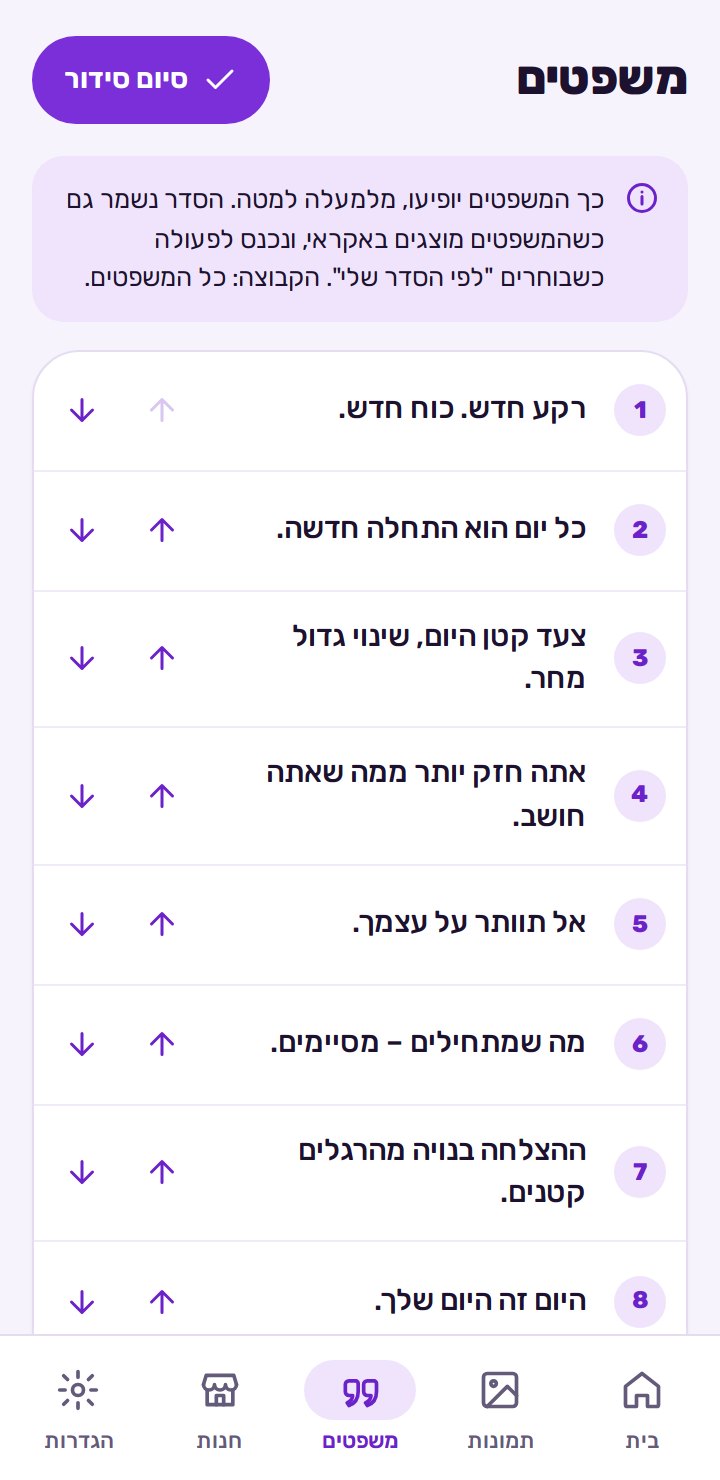 משפטים
סיום סידור
כך המשפטים יופיעו, מלמעלה למטה. הסדר נשמר גם
כשהמשפטים מוצגים באקראי, ונכנס לפעולה
כשבוחרים "לפי הסדר שלי". הקבוצה: כל המשפטים.
1
רקע חדש. כוח חדש.
2
כל יום הוא התחלה חדשה.
3
צעד קטן היום, שינוי גדול
מחר.
4
אתה חזק יותר ממה שאתה
חושב.
5
אל תוותר על עצמך.
6
מה שמתחילים – מסיימים.
7
ההצלחה בנויה מהרגלים
קטנים.
8
היום זה היום שלך.
בית
תמונות
משפטים
חנות
הגדרות